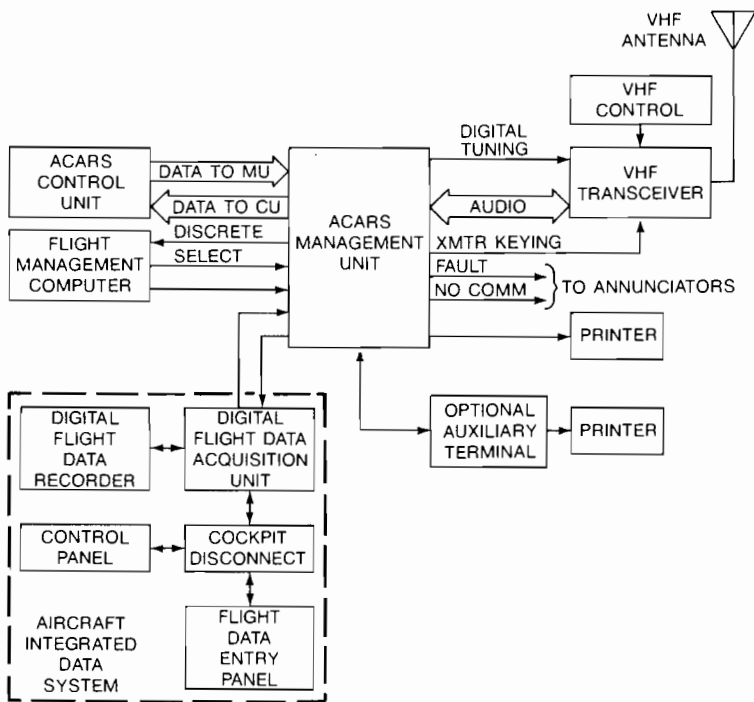 VHF
ANTENNA
VHF
CONTROL
DIGITAL
TUNING
VHF
TRANSCEIVER
ACARS
CONTROL
UNIT
DATA TO MU
DATA TO CU
ACARS
MANAGEMENT
UNIT
AUDIO
FLIGHT
MANAGEMENT
COMPUTER
DISCRETE
SELECT
XMTR KEYING
FAULT
NO COMM
TO ANNUNCIATORS
PRINTER
OPTIONAL
AUXILIARY
TERMINAL
PRINTER
DIGITAL
FLIGHT
DATA
RECORDER
DIGITAL
FLIGHT DATA
ACQUISITION
UNIT
CONTROL
PANEL
COCKPIT
DISCONNECT
AIRCRAFT
INTEGRATED
DATA
SYSTEM
FLIGHT
DATA
ENTRY
PANEL